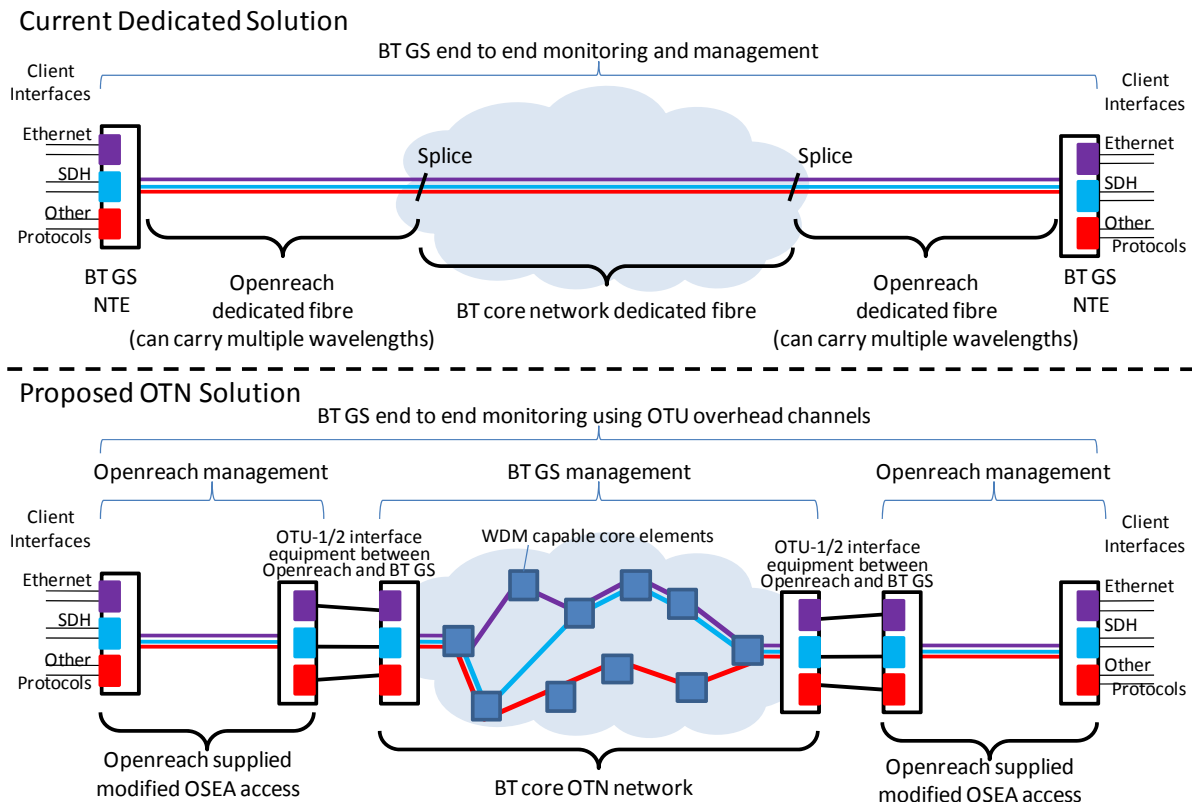 Current Dedicated Solution
BT GS end to end monitoring and management
Client
Interfaces
Client
Interfaces
Ethernet
SDH
Other
Protocols
Splice
Splice
Ethernet
SDH
Other
Protocols
BT GS
NTE
Openreach
dedicated fibre
(can carry multiple wavelengths)
BT core network dedicated fibre
Openreach
dedicated fibre
(can carry multiple wavelengths)
BT GS
NTE
Proposed OTN Solution
BT GS end to end monitoring using OTU overhead channels
Openreach management
BT GS management
Openreach management
Client
Interfaces
OTU-1/2 interface
equipment between
Openreach and BT GS
WDM capable core elements
OTU-1/2 interface
equipment between
Openreach and BT GS
Client
Interfaces
Ethernet
SDH
Other
Protocols
Ethernet
SDH
Other
Protocols
Openreach supplied
modified OSEA access
BT core OTN network
Openreach supplied
modified OSEA access